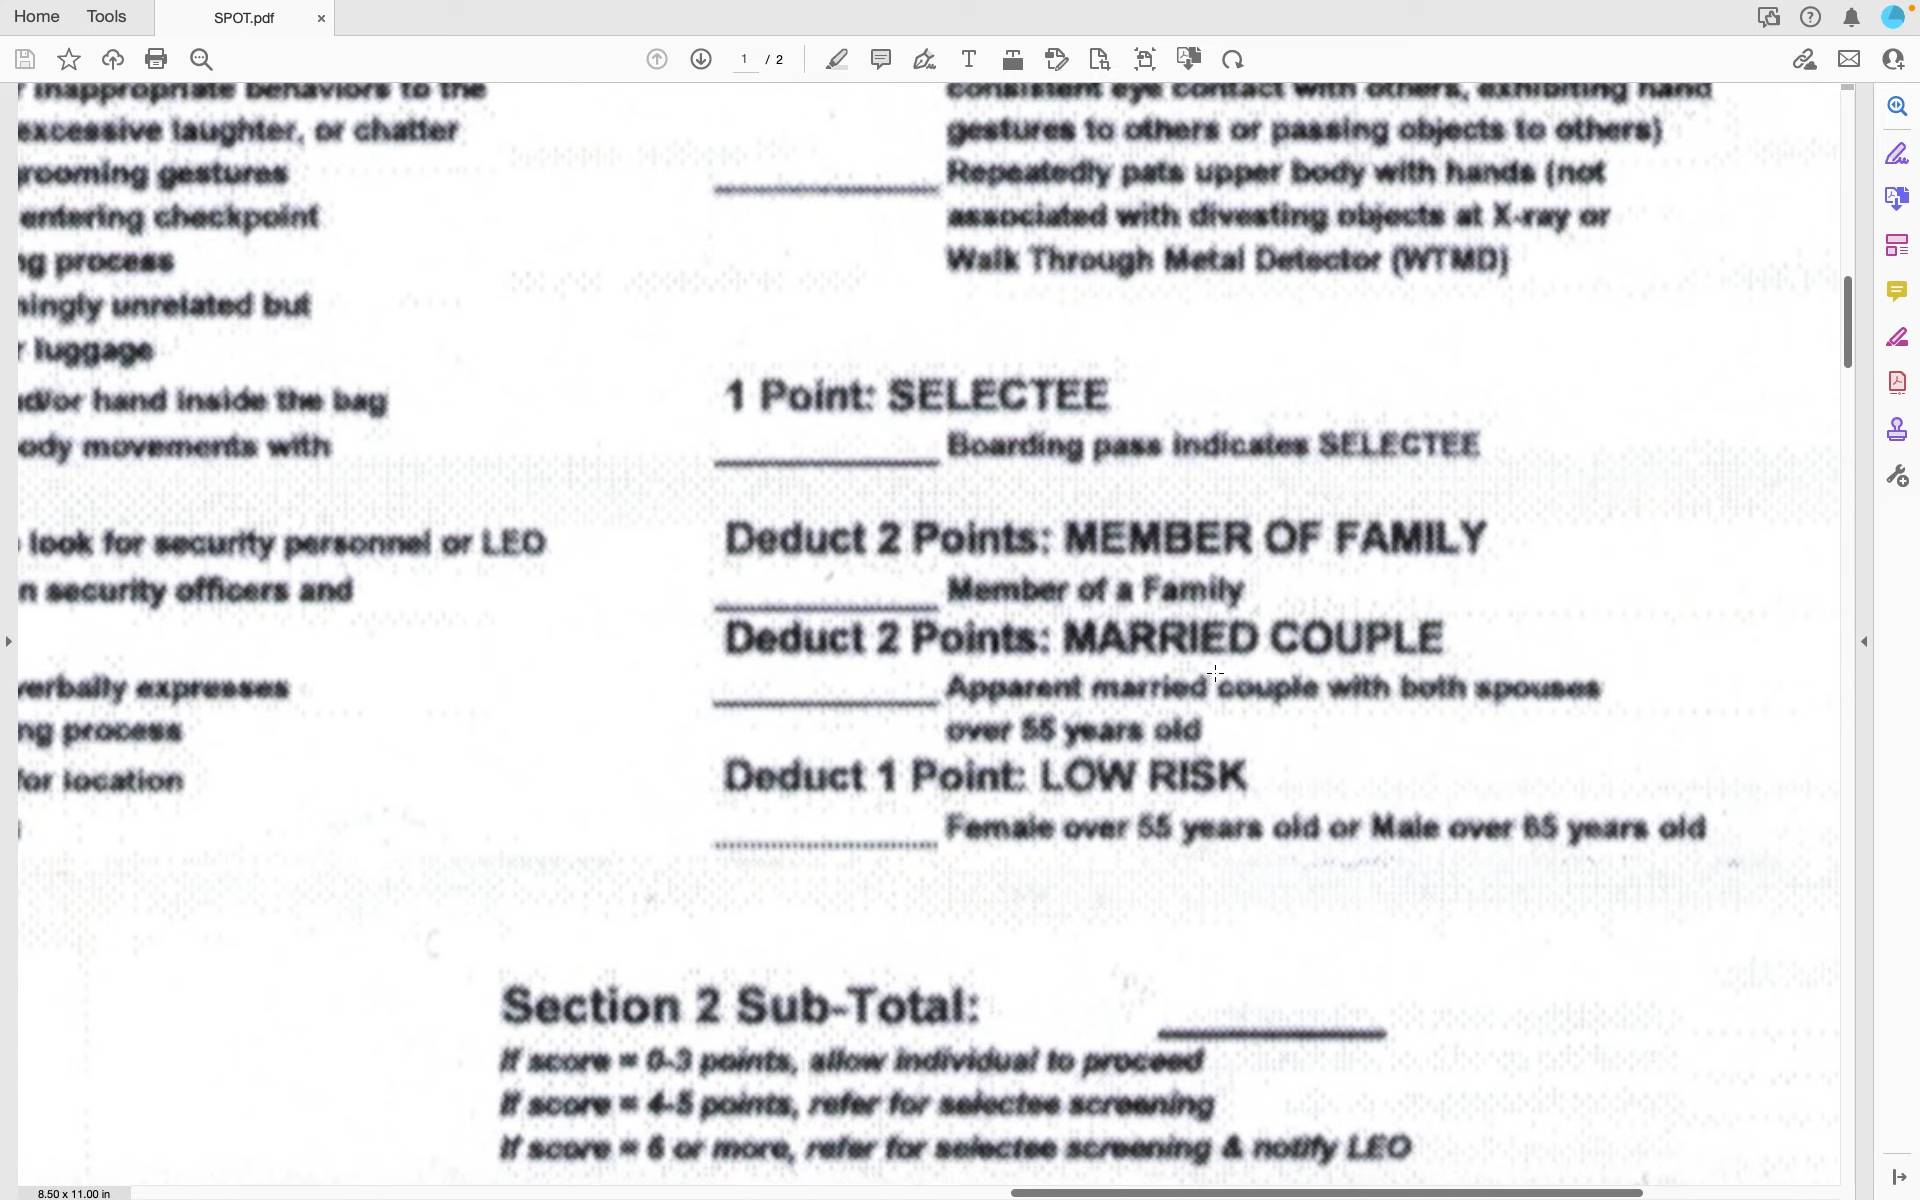 Home Tools SPOT.pdf ×
1 / 2
r inappropriate behaviors to the
excessive laughter, or chatter
grooming gestures
entering checkpoint
ng process
ningly unrelated but
r luggage
nd/or hand inside the bag
ody movements with
look for security personnel or LEO
n security officers and
verbally expresses
ng process
for location
consistent eye contact with others, exhibiting hand
gestures to others or passing objects to others)
Repeatedly pats upper body with hands (not
associated with divesting objects at X-ray or
Walk Through Metal Detector (WTMD)
1 Point: SELECTEE
Boarding pass indicates SELECTEE
Deduct 2 Points: MEMBER OF FAMILY
Member of a Family
Deduct 2 Points: MARRIED COUPLE
Apparent married couple with both spouses
over 55 years old
Deduct 1 Point: LOW RISK
Female over 55 years old or Male over 65 years old
Section 2 Sub-Total:
If score = 0-3 points, allow individual to proceed
If score = 4-5 points, refer for selectee screening
If score = 6 or more, refer for selectee screening & notify LEO
8.50 x 11.00 in